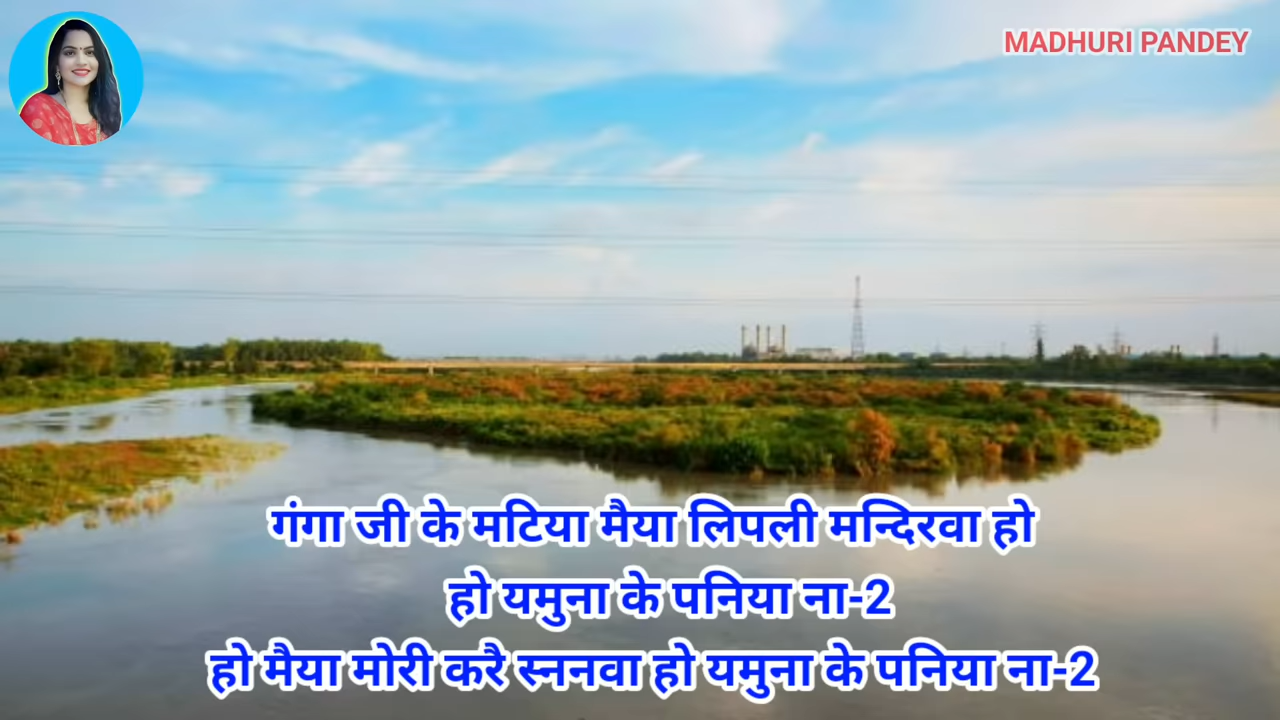 MADHURI PANDEY
गंगा जी के मटिया मैया लिपली मन्दिरवा हो
हो यमुना के पनिया ना-2
हो मैया मोरी करै स्ननवा हो यमुना के पनिया ना-2